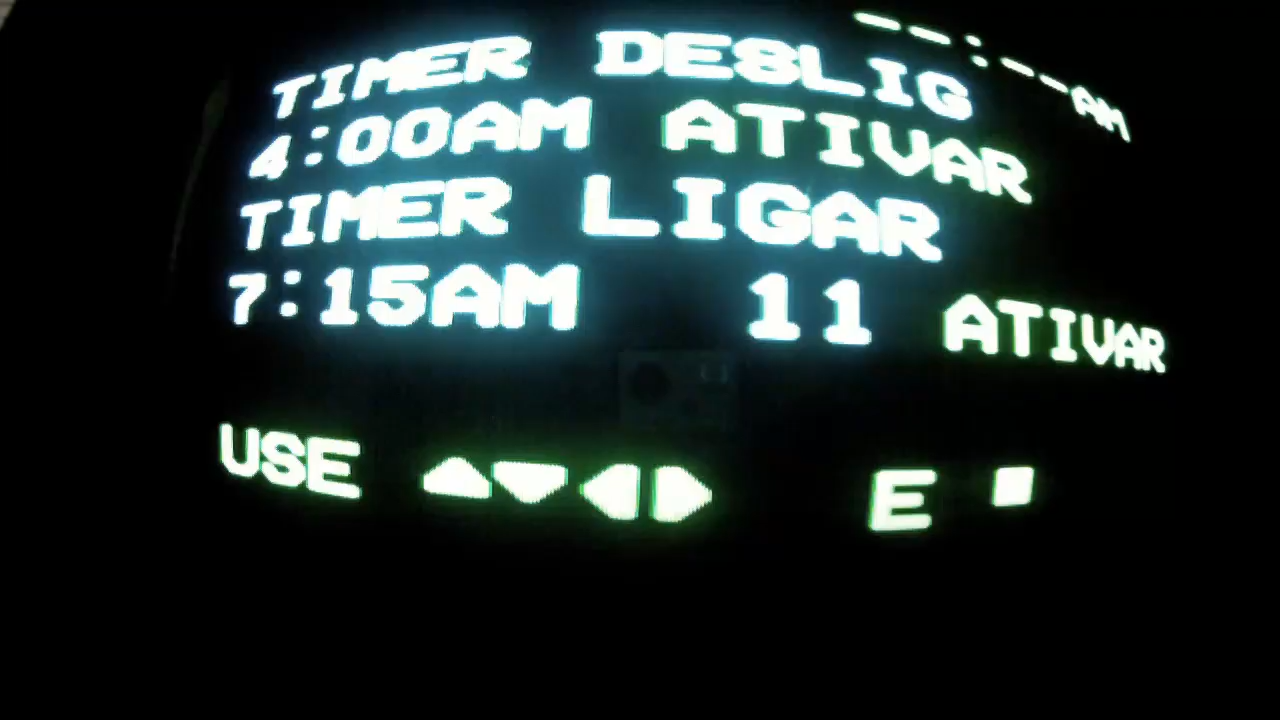 --:--AM
TIMER DESLIG
4:00AM ATIVAR
TIMER LIGAR
7:15AM 11 ATIVAR
USE ▲▼◀▶ E ■